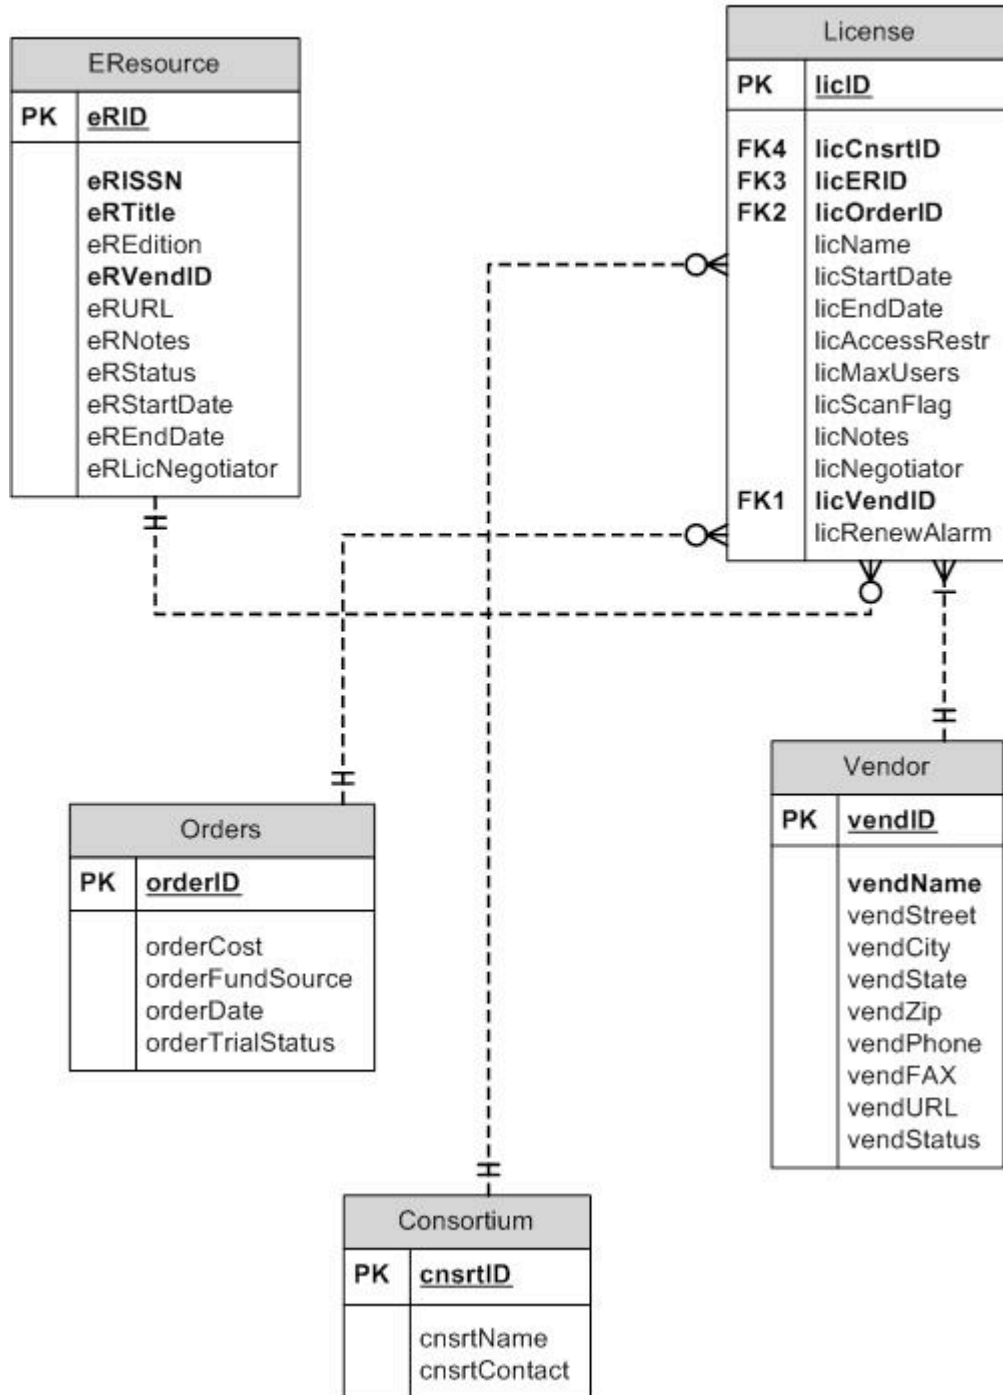 EResource
PK eRID
eRISSN
eRTitle
eREdition
eRVendID
eRURL
eRNotes
eRStatus
eRStartDate
eREndDate
eRLicNegotiator
License
PK licID
FK4 licCnsrtID
FK3 licERID
FK2 licOrderID
licName
licStartDate
licEndDate
licAccessRestr
licMaxUsers
licScanFlag
licNotes
licNegotiator
FK1 licVendID
licRenewAlarm
Orders
PK orderID
orderCost
orderFundSource
orderDate
orderTrialStatus
Vendor
PK vendID
vendName
vendStreet
vendCity
vendState
vendZip
vendPhone
vendFAX
vendURL
vendStatus
Consortium
PK cnsrtID
cnsrtName
cnsrtContact